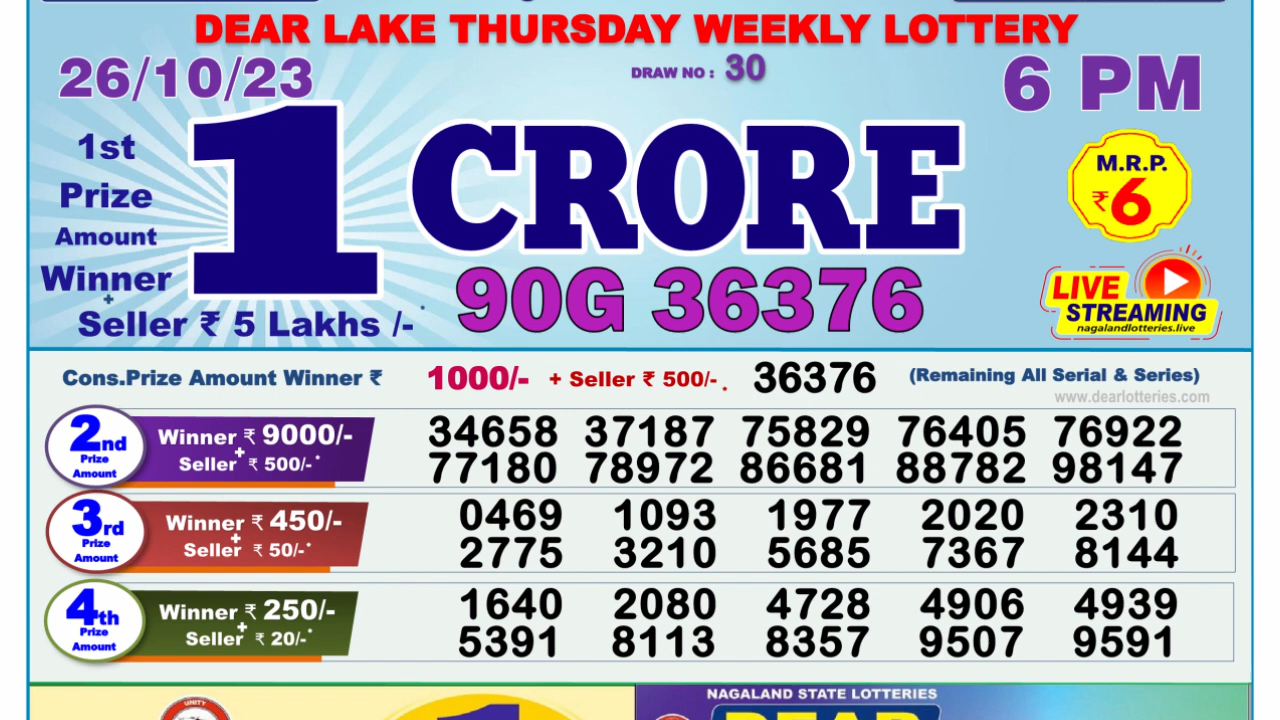 DEAR LAKE THURSDAY WEEKLY LOTTERY
26/10/23
DRAW NO : 30
6 PM
1st
Prize
Amount
Winner
+
Seller ₹ 5 Lakhs /- *
1 CRORE
90G 36376
M.R.P.
₹6
LIVE
STREAMING
nagalandlotteries.live
Cons.Prize Amount Winner ₹ 1000/- + Seller ₹ 500/- . 36376 (Remaining All Serial & Series)
www.dearlotteries.com
2nd
Prize
Amount
Winner ₹ 9000/-
+
Seller ₹ 500/- *
34658 37187 75829 76405 76922
77180 78972 86681 88782 98147
3rd
Prize
Amount
Winner ₹ 450/-
+
Seller ₹ 50/- *
0469 1093 1977 2020 2310
2775 3210 5685 7367 8144
4th
Prize
Amount
Winner ₹ 250/-
+
Seller ₹ 20/- *
1640 2080 4728 4906 4939
5391 8113 8357 9507 9591
UNITY
1
NAGALAND STATE LOTTERIES
DEAR